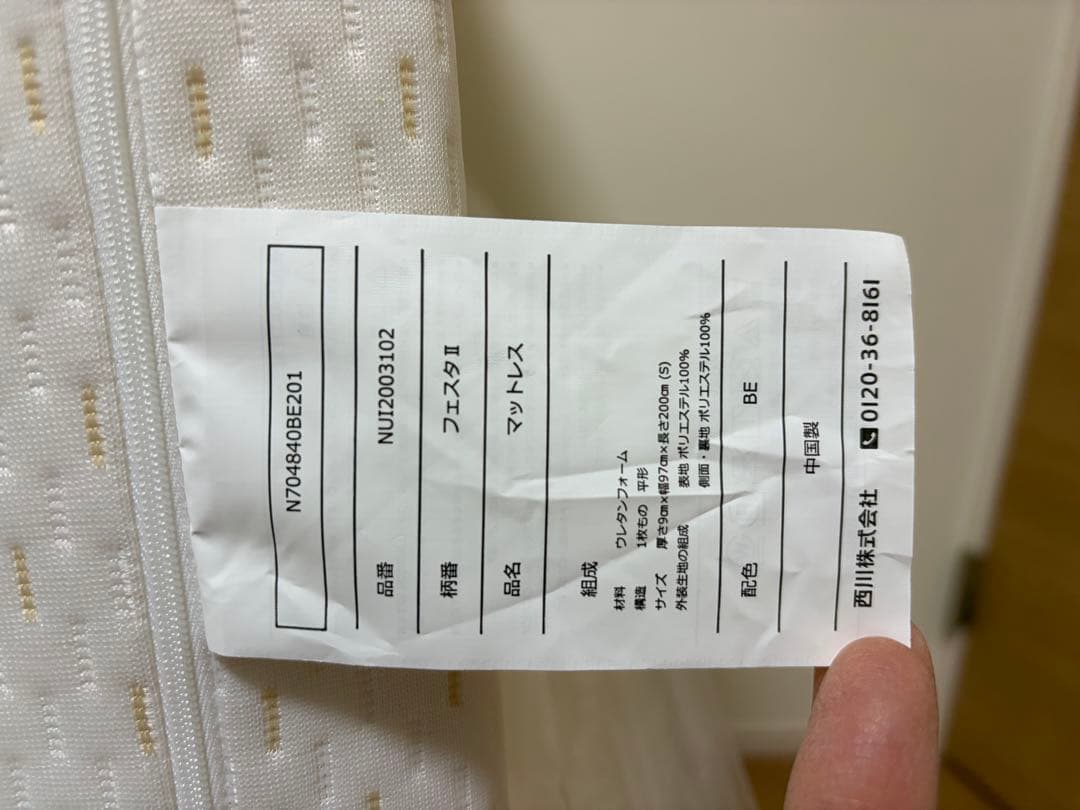 N704840BE201
品番 NUI2003102
柄番 フェスタⅡ
品名 マットレス
組成
材料 ウレタンフォーム
構造 1枚もの 平形
サイズ 厚さ9㎝×幅97㎝×長さ200㎝ (S)
外装生地の組成 表地 ポリエステル100%
側面・裏地 ポリエステル100%
配色 BE
中国製
西川株式会社 0120-36-8161